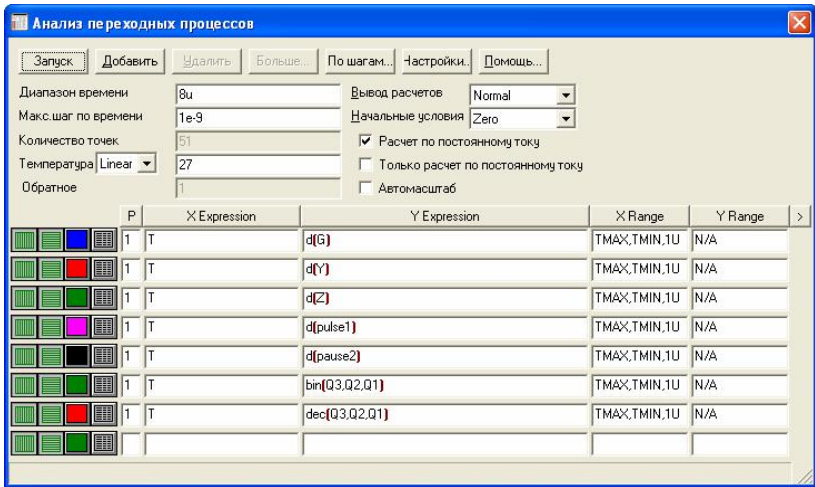 Анализ переходных процессов
Запуск Добавить Удалить Больше... По шагам... Настройки.. Помощь...
Диапазон времени 8u Вывод расчетов Normal
Макс.шаг по времени 1e-9 Начальные условия Zero
Количество точек 51 Расчет по постоянному току
Температура Linear 27 Только расчет по постоянному току
Обратное 1 Автомасштаб
P X Expression Y Expression X Range Y Range >
1 T d(G) TMAX,TMIN,1U N/A
1 T d(Y) TMAX,TMIN,1U N/A
1 T d(Z) TMAX,TMIN,1U N/A
1 T d(pulse1) TMAX,TMIN,1U N/A
1 T d(pause2) TMAX,TMIN,1U N/A
1 T bin(Q3,Q2,Q1) TMAX,TMIN,1U N/A
1 T dec(Q3,Q2,Q1) TMAX,TMIN,1U N/A